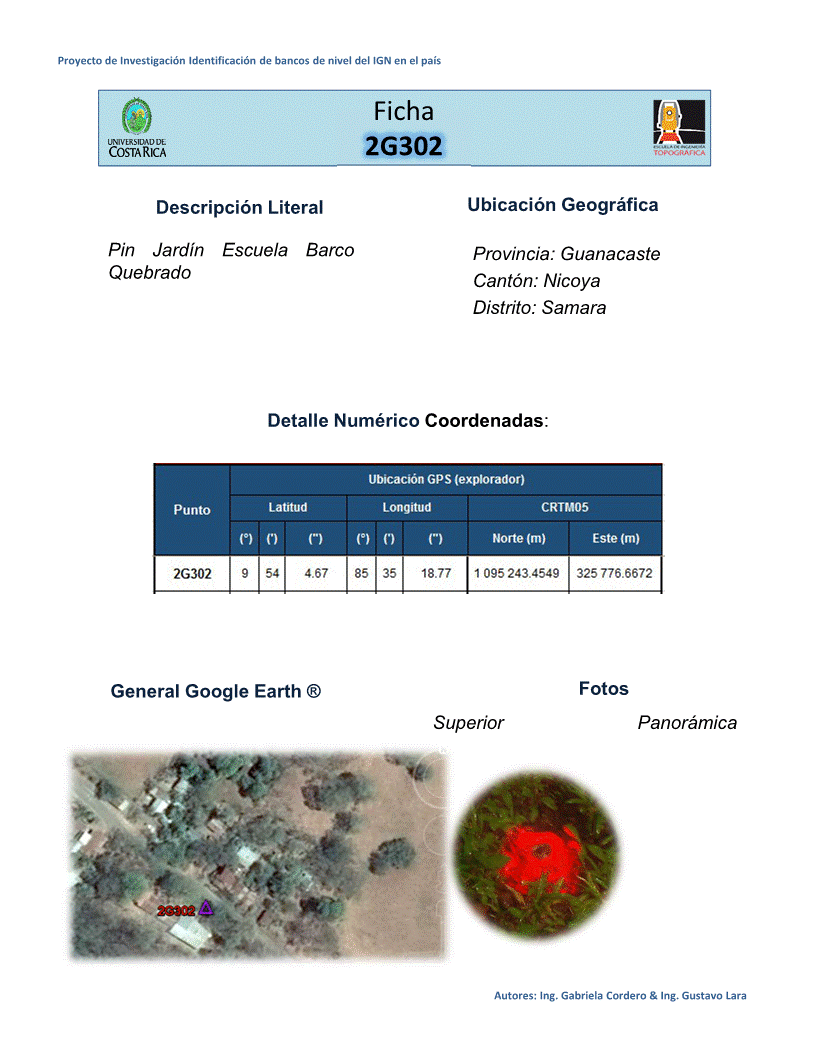 Proyecto de Investigación Identificación de bancos de nivel del IGN en el país
UNIVERSIDAD DE
COSTA RICA
Ficha
2G302
ESCUELA DE INGENIERÍA
TOPOGRÁFICA
Descripción Literal
Pin Jardín Escuela Barco
Quebrado
Ubicación Geográfica
Provincia: Guanacaste
Cantón: Nicoya
Distrito: Samara
Detalle Numérico Coordenadas:
Punto
Ubicación GPS (explorador)
Latitud Longitud CRTM05
(°) (') (") (°) (') (") Norte (m) Este (m)
2G302 9 54 4.67 85 35 18.77 1 095 243.4549 325 776.6672
General Google Earth ®
Fotos
Superior Panorámica
2G302
Autores: Ing. Gabriela Cordero & Ing. Gustavo Lara